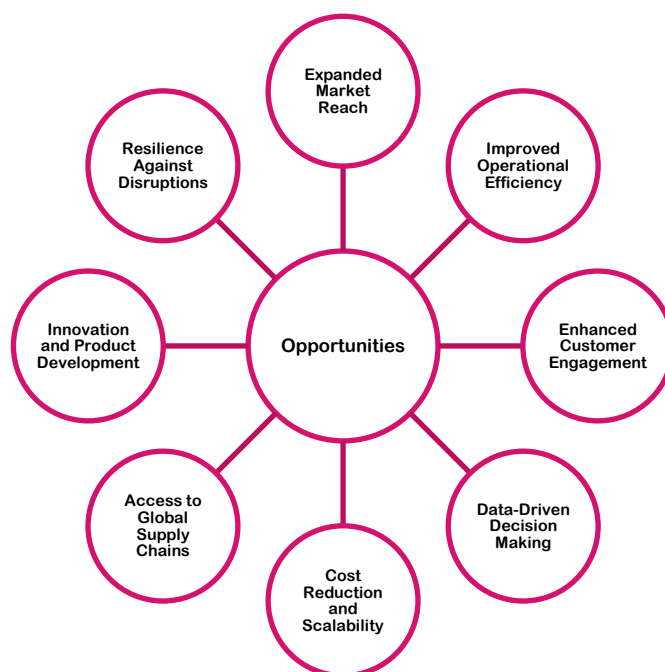 Expanded
Market
Reach
Improved
Operational
Efficiency
Enhanced
Customer
Engagement
Data-Driven
Decision
Making
Cost
Reduction
and
Scalability
Access to
Global
Supply
Chains
Innovation
and Product
Development
Resilience
Against
Disruptions
Opportunities